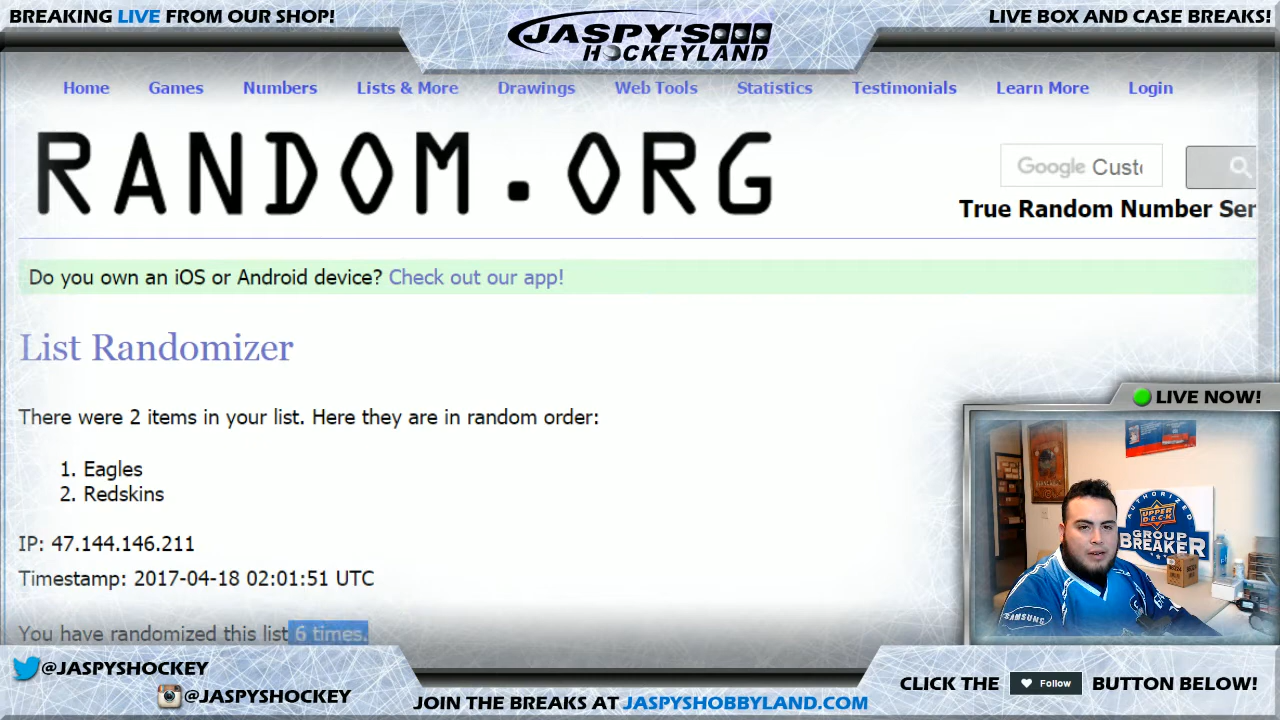 BREAKING LIVE FROM OUR SHOP!
JASPY'S
HOCKEYLAND
LIVE BOX AND CASE BREAKS!
Home Games Numbers Lists & More Drawings Web Tools Statistics Testimonials Learn More Login
RANDOM.ORG
Google Custo
True Random Number Ser
Do you own an iOS or Android device? Check out our app!
List Randomizer
There were 2 items in your list. Here they are in random order:
1. Eagles
2. Redskins
IP: 47.144.146.211
Timestamp: 2017-04-18 02:01:51 UTC
You have randomized this list 6 times.
LIVE NOW!
AUTHORIZED
UPPER DECK
GROUP
BREAKER
SAMSUNG
@JASPYSHOCKEY
@JASPYSHOCKEY
JOIN THE BREAKS AT JASPYSHOBBYLAND.COM
CLICK THE Follow BUTTON BELOW!